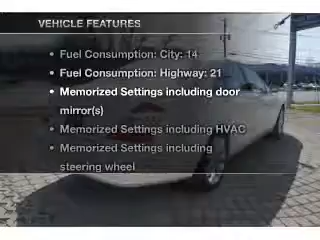 VEHICLE FEATURES
• Fuel Consumption: City: 14
• Fuel Consumption: Highway: 21
• Memorized Settings including door
mirror(s)
• Memorized Settings including HVAC
• Memorized Settings including
steering wheel